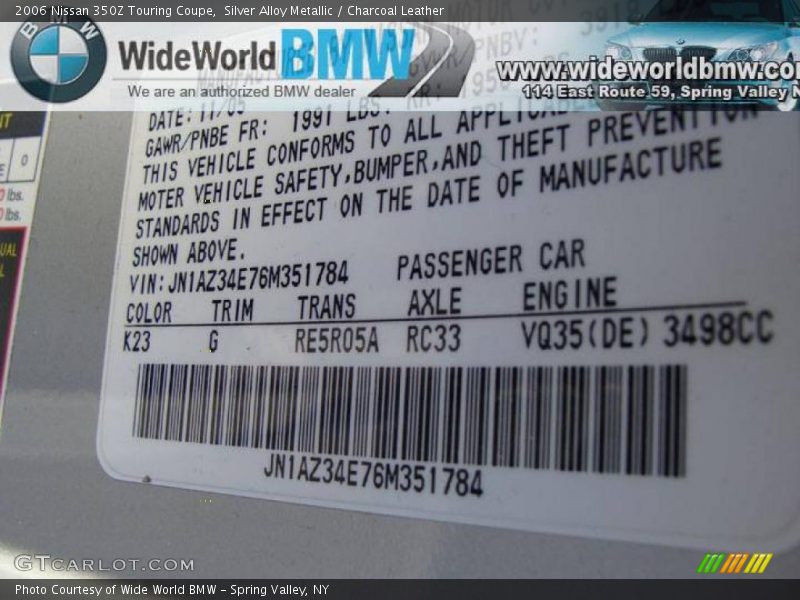 2006 Nissan 350Z Touring Coupe, Silver Alloy Metallic / Charcoal Leather
BMW
WideWorld BMW
We are an authorized BMW dealer
www.wideworldbmw.co
114 East Route 59, Spring Valley N
DATE: 11/05
GAWR/PNBE FR: 1991 LBS.
THIS VEHICLE CONFORMS TO ALL
MOTER VEHICLE SAFETY,BUMPER,AND THEFT PREVENTION
STANDARDS IN EFFECT ON THE DATE OF MANUFACTURE
SHOWN ABOVE.
VIN:JN1AZ34E76M351784 PASSENGER CAR
COLOR TRIM TRANS AXLE ENGINE
K23 G RE5R05A RC33 VQ35(DE) 3498CC
JN1AZ34E76M351784
0
lbs.
lbs.
GTcarlot.com
Photo Courtesy of Wide World BMW - Spring Valley, NY